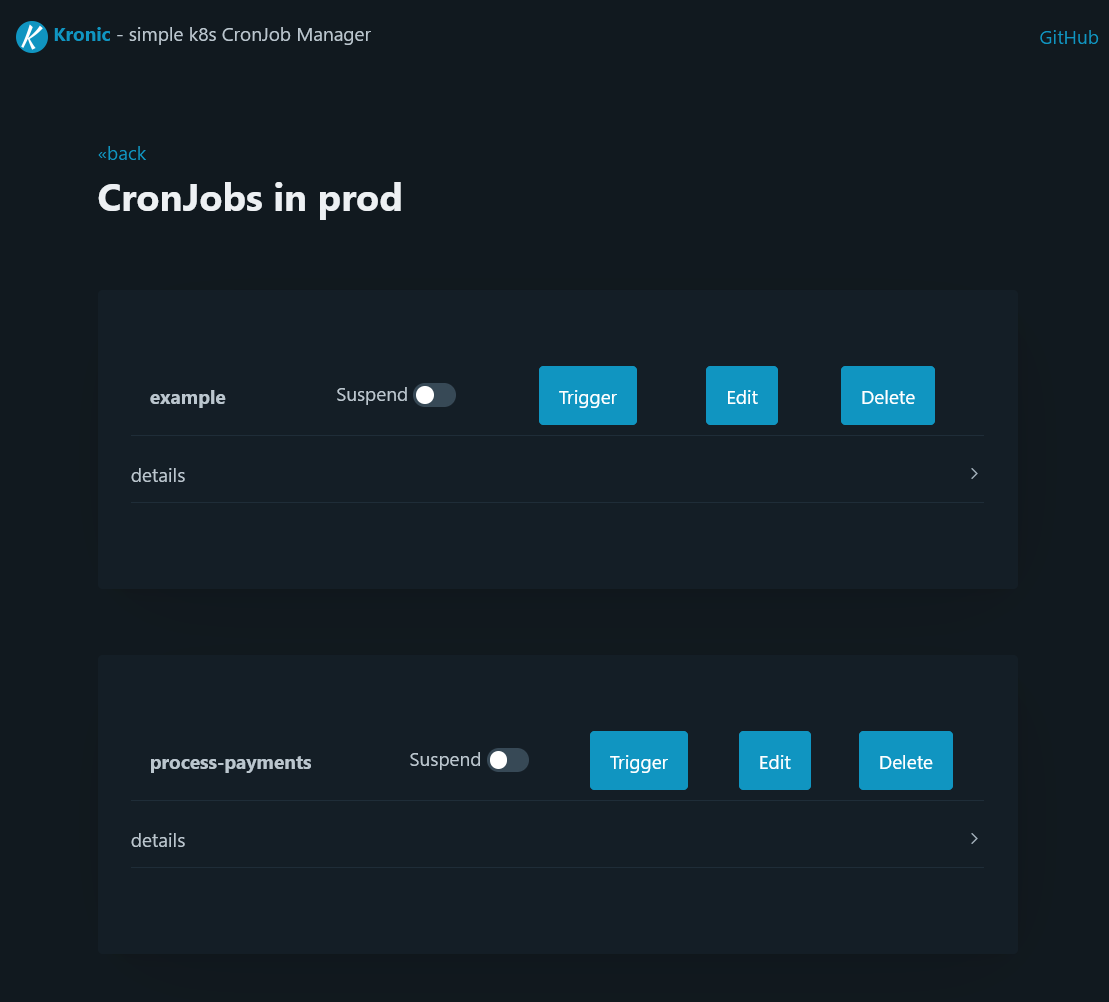 Kronic - simple k8s CronJob Manager
GitHub
«back
CronJobs in prod
example Suspend Trigger Edit Delete
details
process-payments Suspend Trigger Edit Delete
details